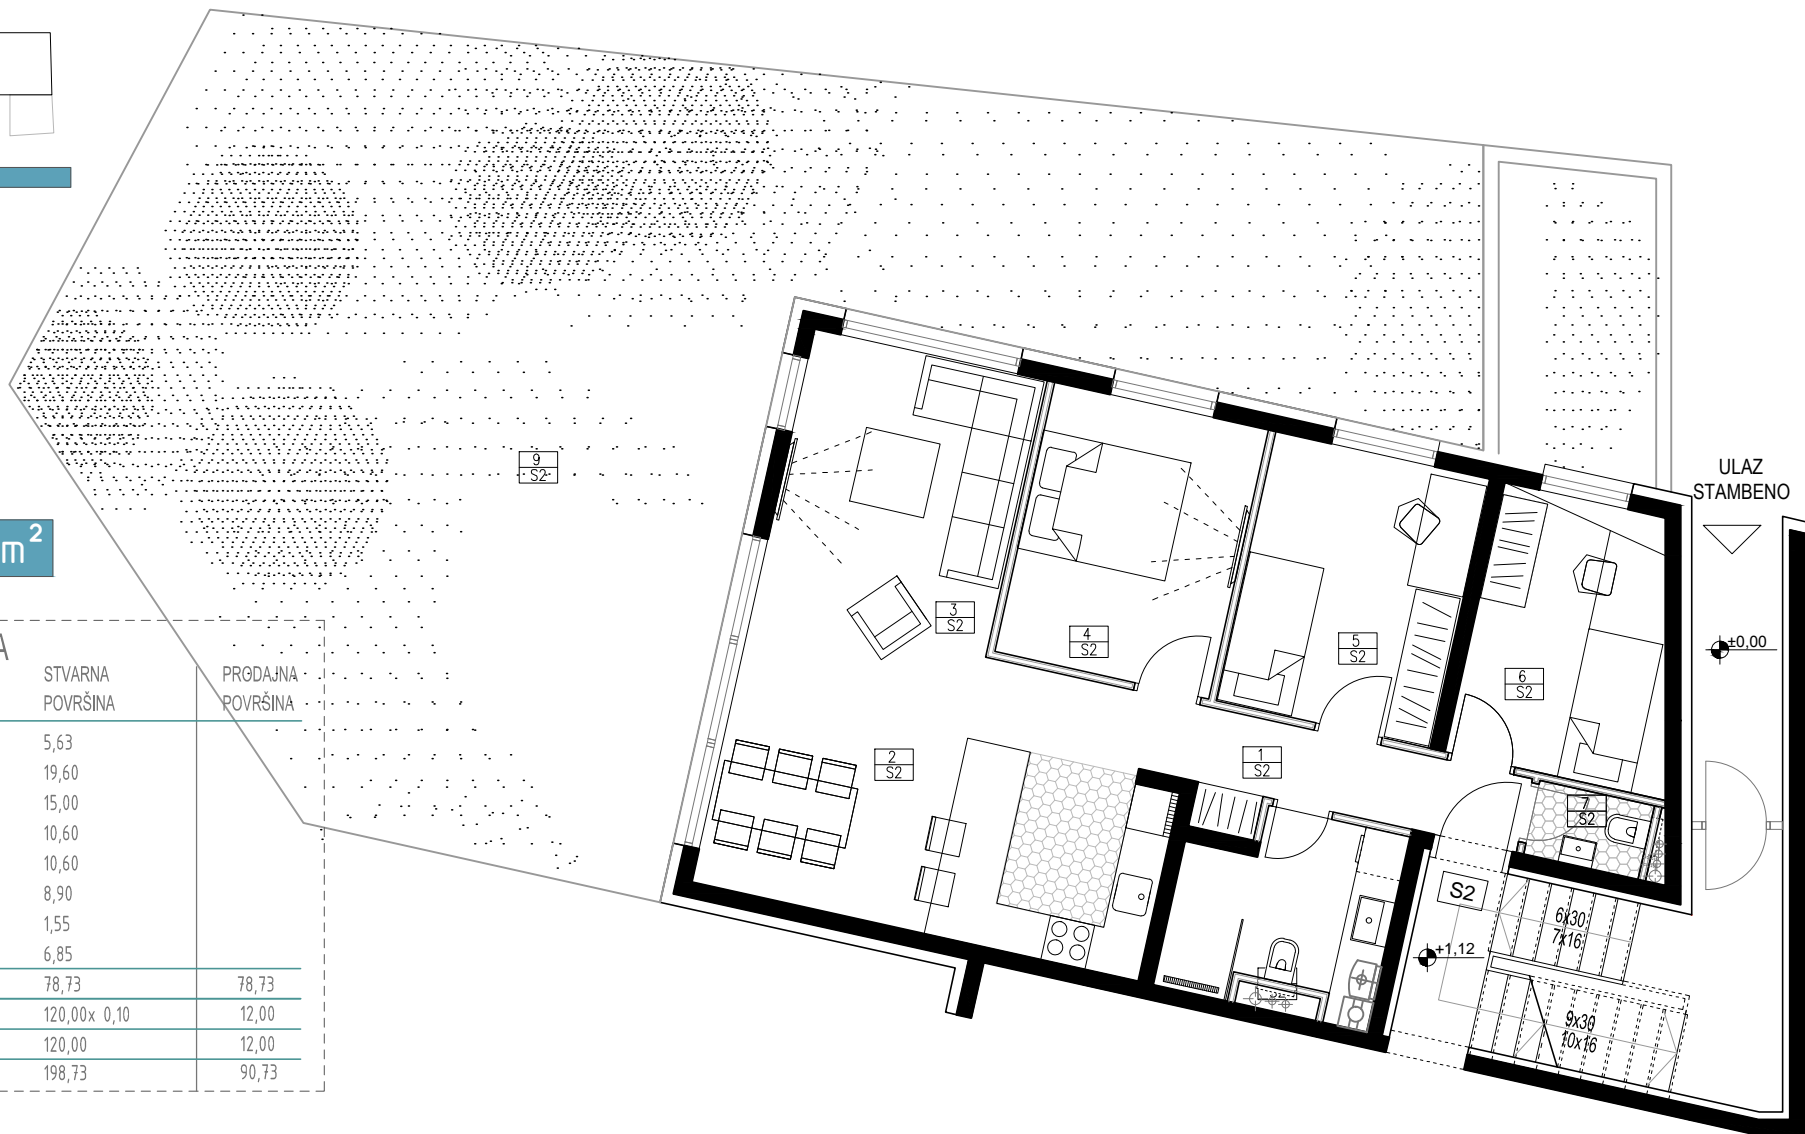 m²
A
STVARNA
POVRŠINA
PRODAJNA
POVRŠINA
5,63
19,60
15,00
10,60
10,60
8,90
1,55
6,85
78,73 78,73
120,00x 0,10 12,00
120,00 12,00
198,73 90,73
9
S2
3
S2
4
S2
5
S2
6
S2
2
S2
1
S2
7
S2
ULAZ
STAMBENO
±0,00
S2
+1,12
6x30
7x16
9x30
10x16